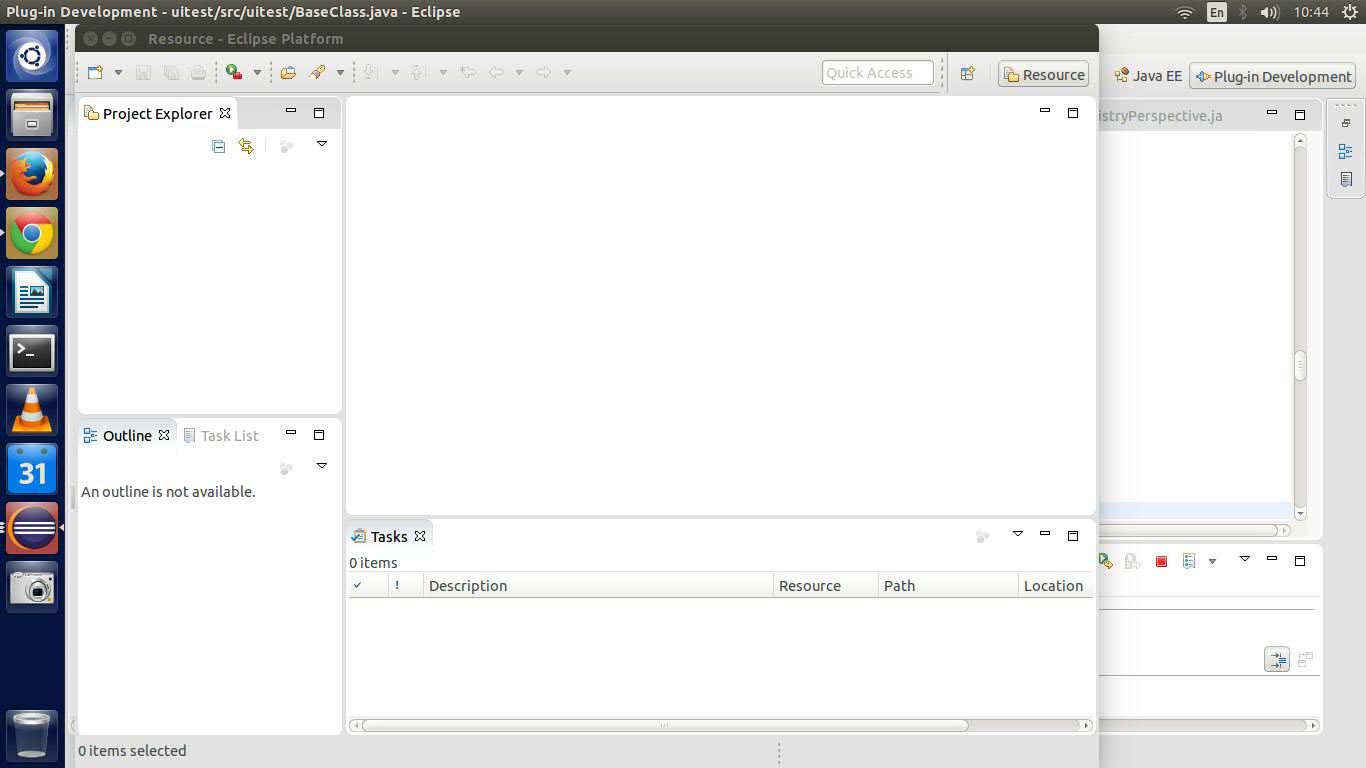 Plug-in Development - uitest/src/uitest/BaseClass.java - Eclipse
En
10:44
Resource - Eclipse Platform
Quick Access
Resource
Java EE
Plug-in Development
Project Explorer
istryPerspective.ja
31
Outline
Task List
An outline is not available.
Tasks
0 items
! Description Resource Path Location
0 items selected